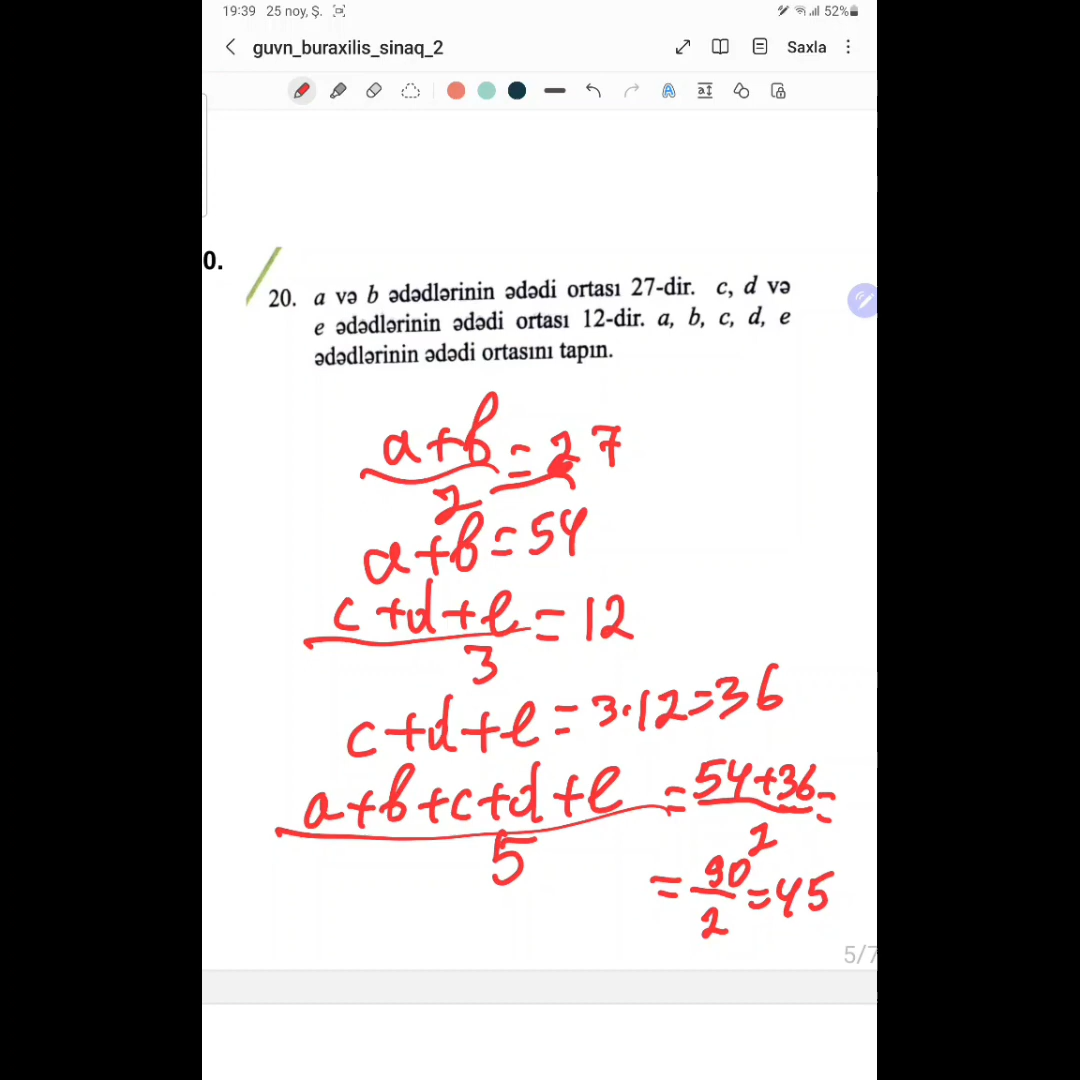 19:39 25 noy, Ş. 52%
guvn_buraxilis_sinaq_2 Saxla
0.
20. a və b ədədlərinin ədədi ortası 27-dir. c, d və
e ədədlərinin ədədi ortası 12-dir. a, b, c, d, e
ədədlərinin ədədi ortasını tapın.
a+b/2=27
a+b=54
c+d+e/3=12
c+d+e=3·12=36
a+b+c+d+e/5=54+36/2=
=90/2=45
5/7